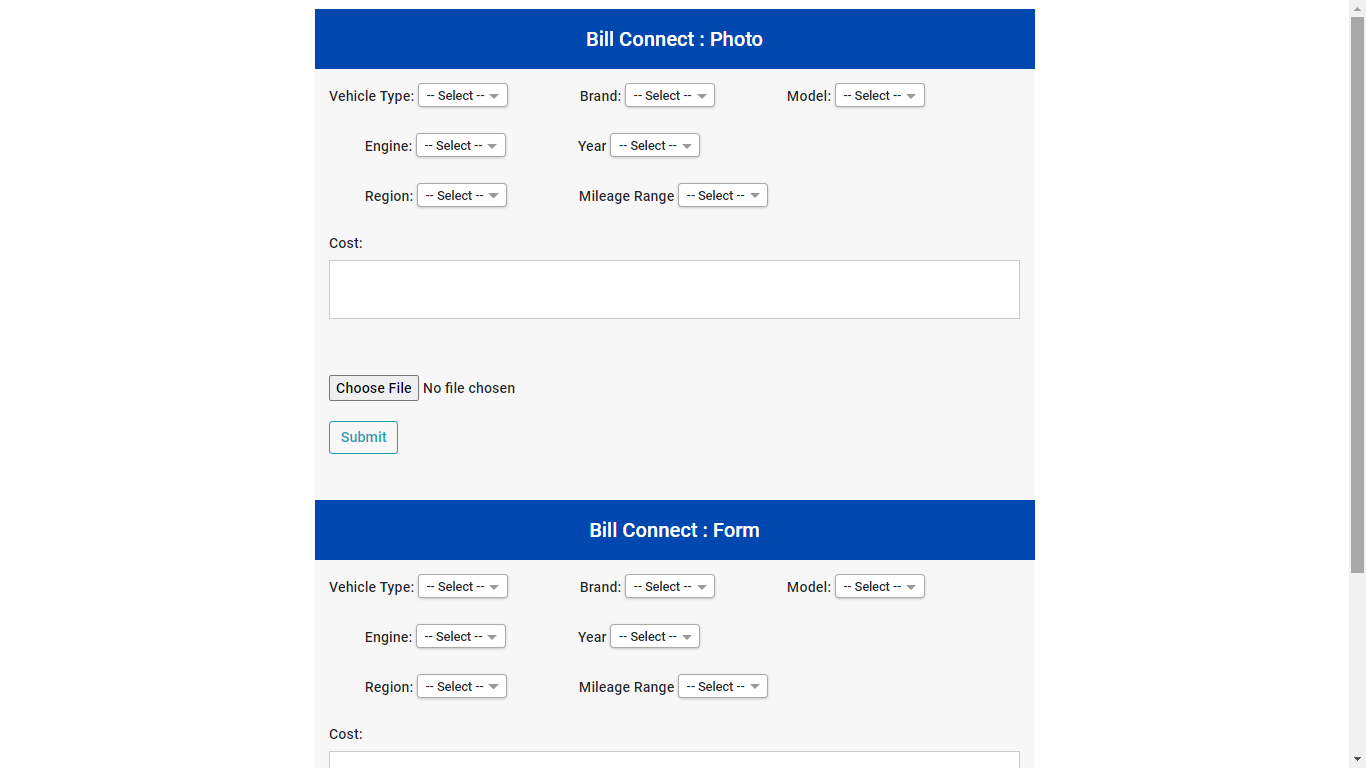 Bill Connect : Photo
Vehicle Type: -- Select -- Brand: -- Select -- Model: -- Select --
Engine: -- Select -- Year -- Select --
Region: -- Select -- Mileage Range -- Select --
Cost:
Choose File No file chosen
Submit
Bill Connect : Form
Vehicle Type: -- Select -- Brand: -- Select -- Model: -- Select --
Engine: -- Select -- Year -- Select --
Region: -- Select -- Mileage Range -- Select --
Cost: